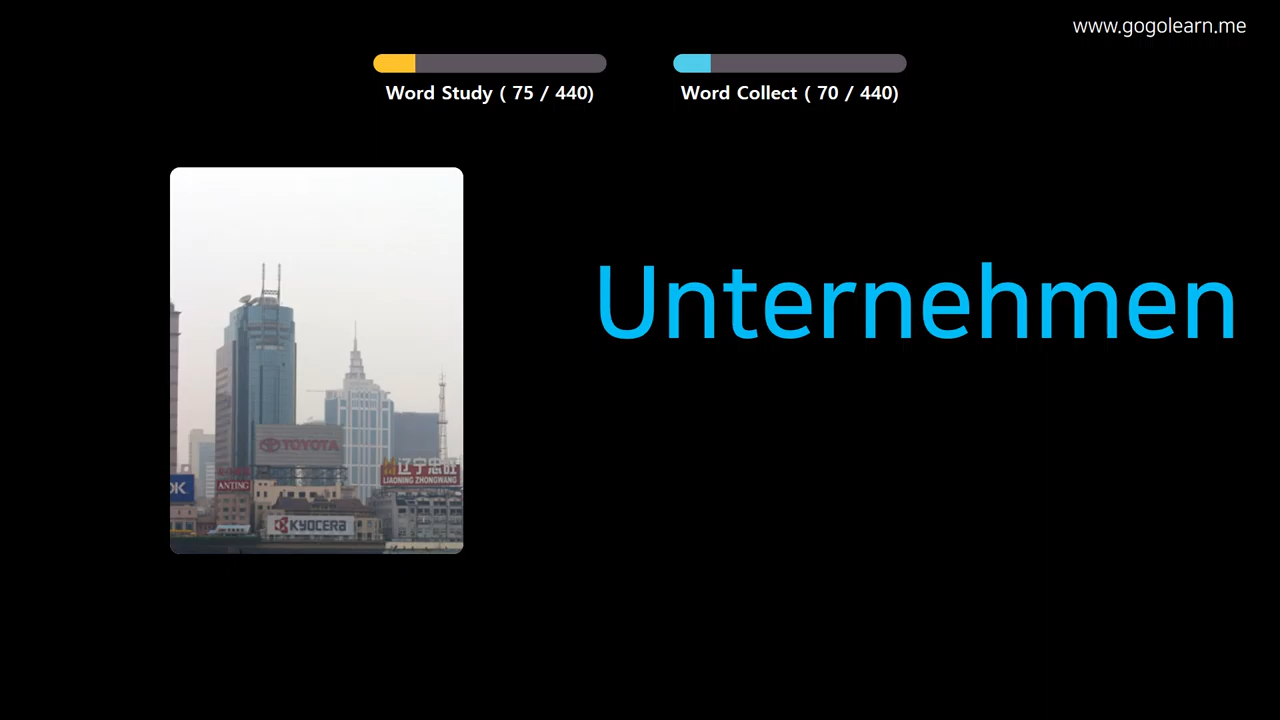 www.gogolearn.me
Word Study ( 75 / 440)
Word Collect ( 70 / 440)
Unternehmen
TOYOTA
辽宁忠旺
LIAONING ZHONGWANG
OK
ANTING
KYOCERA